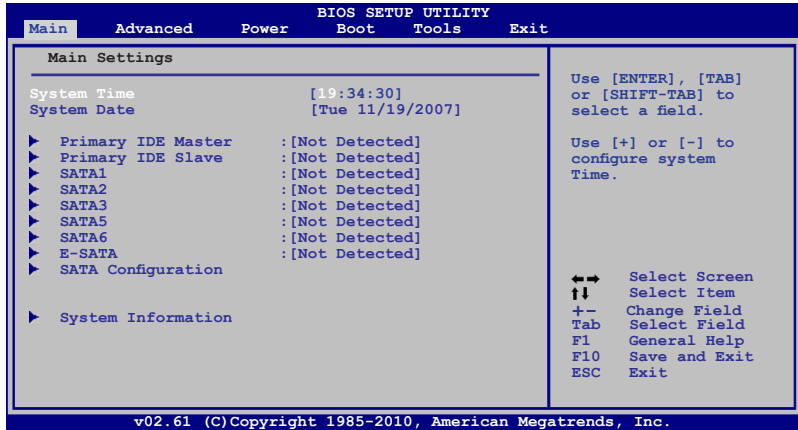 BIOS SETUP UTILITY
Main Advanced Power Boot Tools Exit
Main Settings
System Time [19:34:30]
System Date [Tue 11/19/2007]
Primary IDE Master :[Not Detected]
Primary IDE Slave :[Not Detected]
SATA1 :[Not Detected]
SATA2 :[Not Detected]
SATA3 :[Not Detected]
SATA5 :[Not Detected]
SATA6 :[Not Detected]
E-SATA :[Not Detected]
SATA Configuration
System Information
Use [ENTER], [TAB]
or [SHIFT-TAB] to
select a field.
Use [+] or [-] to
configure system
Time.
←→ Select Screen
↑↓ Select Item
+- Change Field
Tab Select Field
F1 General Help
F10 Save and Exit
ESC Exit
v02.61 (C)Copyright 1985-2010, American Megatrends, Inc.